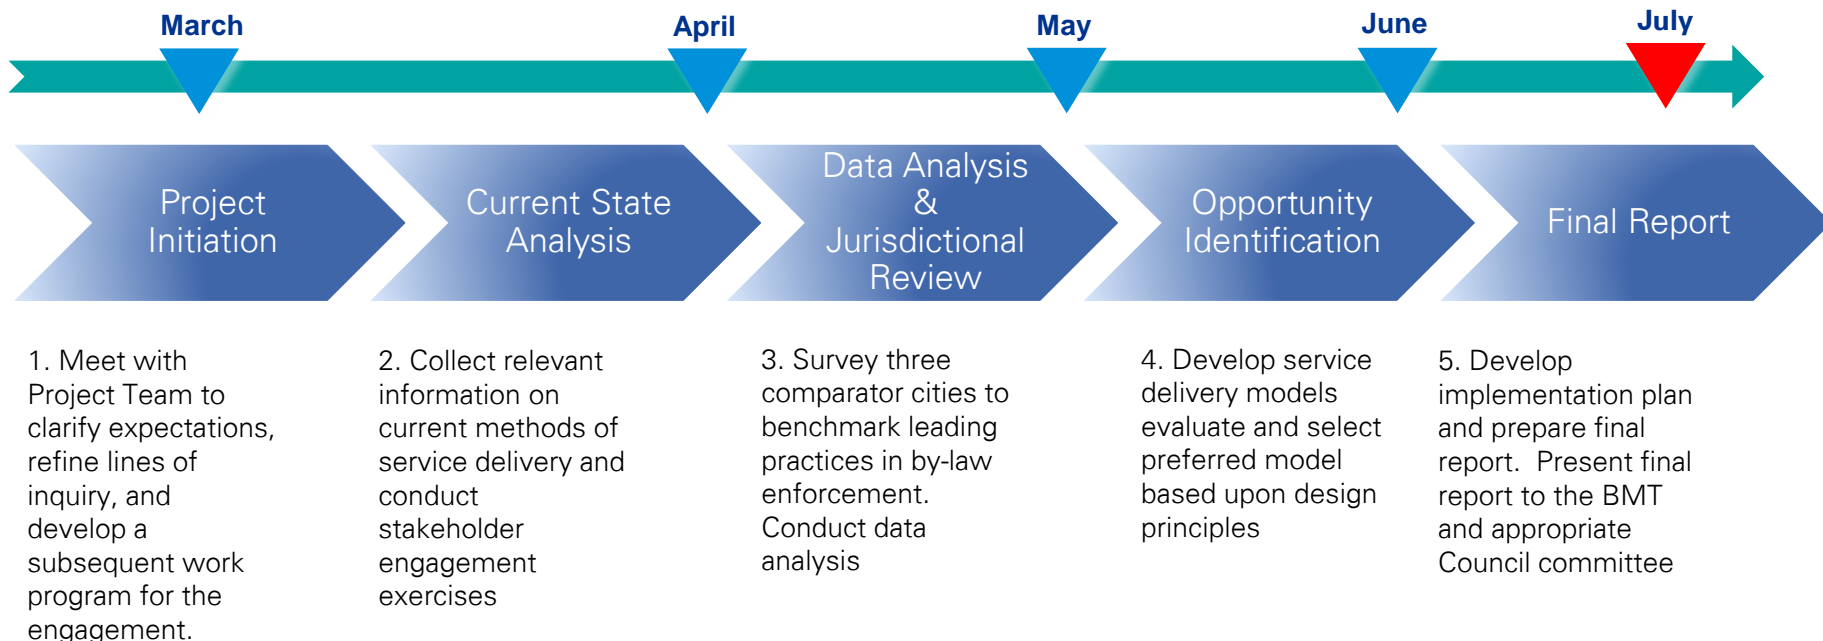 March
April
May
June
July
Project
Initiation
Current State
Analysis
Data Analysis
&
Jurisdictional
Review
Opportunity
Identification
Final Report
1. Meet with
Project Team to
clarify expectations,
refine lines of
inquiry, and
develop a
subsequent work
program for the
engagement.
2. Collect relevant
information on
current methods of
service delivery and
conduct
stakeholder
engagement
exercises
3. Survey three
comparator cities to
benchmark leading
practices in by-law
enforcement.
Conduct data
analysis
4. Develop service
delivery models
evaluate and select
preferred model
based upon design
principles
5. Develop
implementation plan
and prepare final
report.  Present final
report to the BMT
and appropriate
Council committee